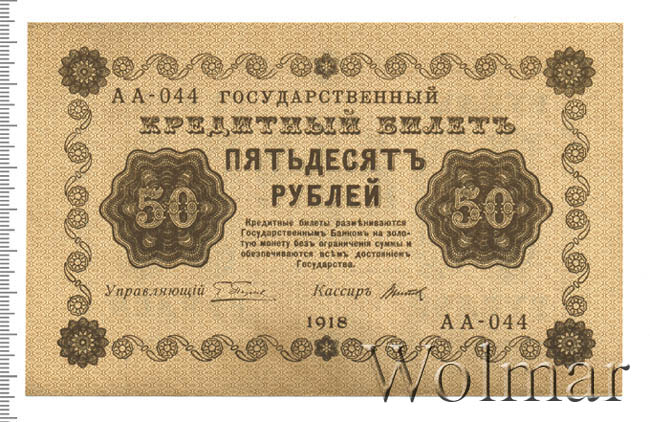 АА-044 ГОСУДАРСТВЕННЫЙ
КРЕДИТНЫЙ БИЛЕТЪ
ПЯТЬДЕСЯТЪ
РУБЛЕЙ
50
50
Кредитные билеты размѣниваются
Государственнымъ Банкомъ на золо-
тую монету безъ ограниченія суммы и
обезпечиваются всѣмъ достояніемъ
Государства.
Управляющій
Кассиръ
1918
АА-044
Wolmar